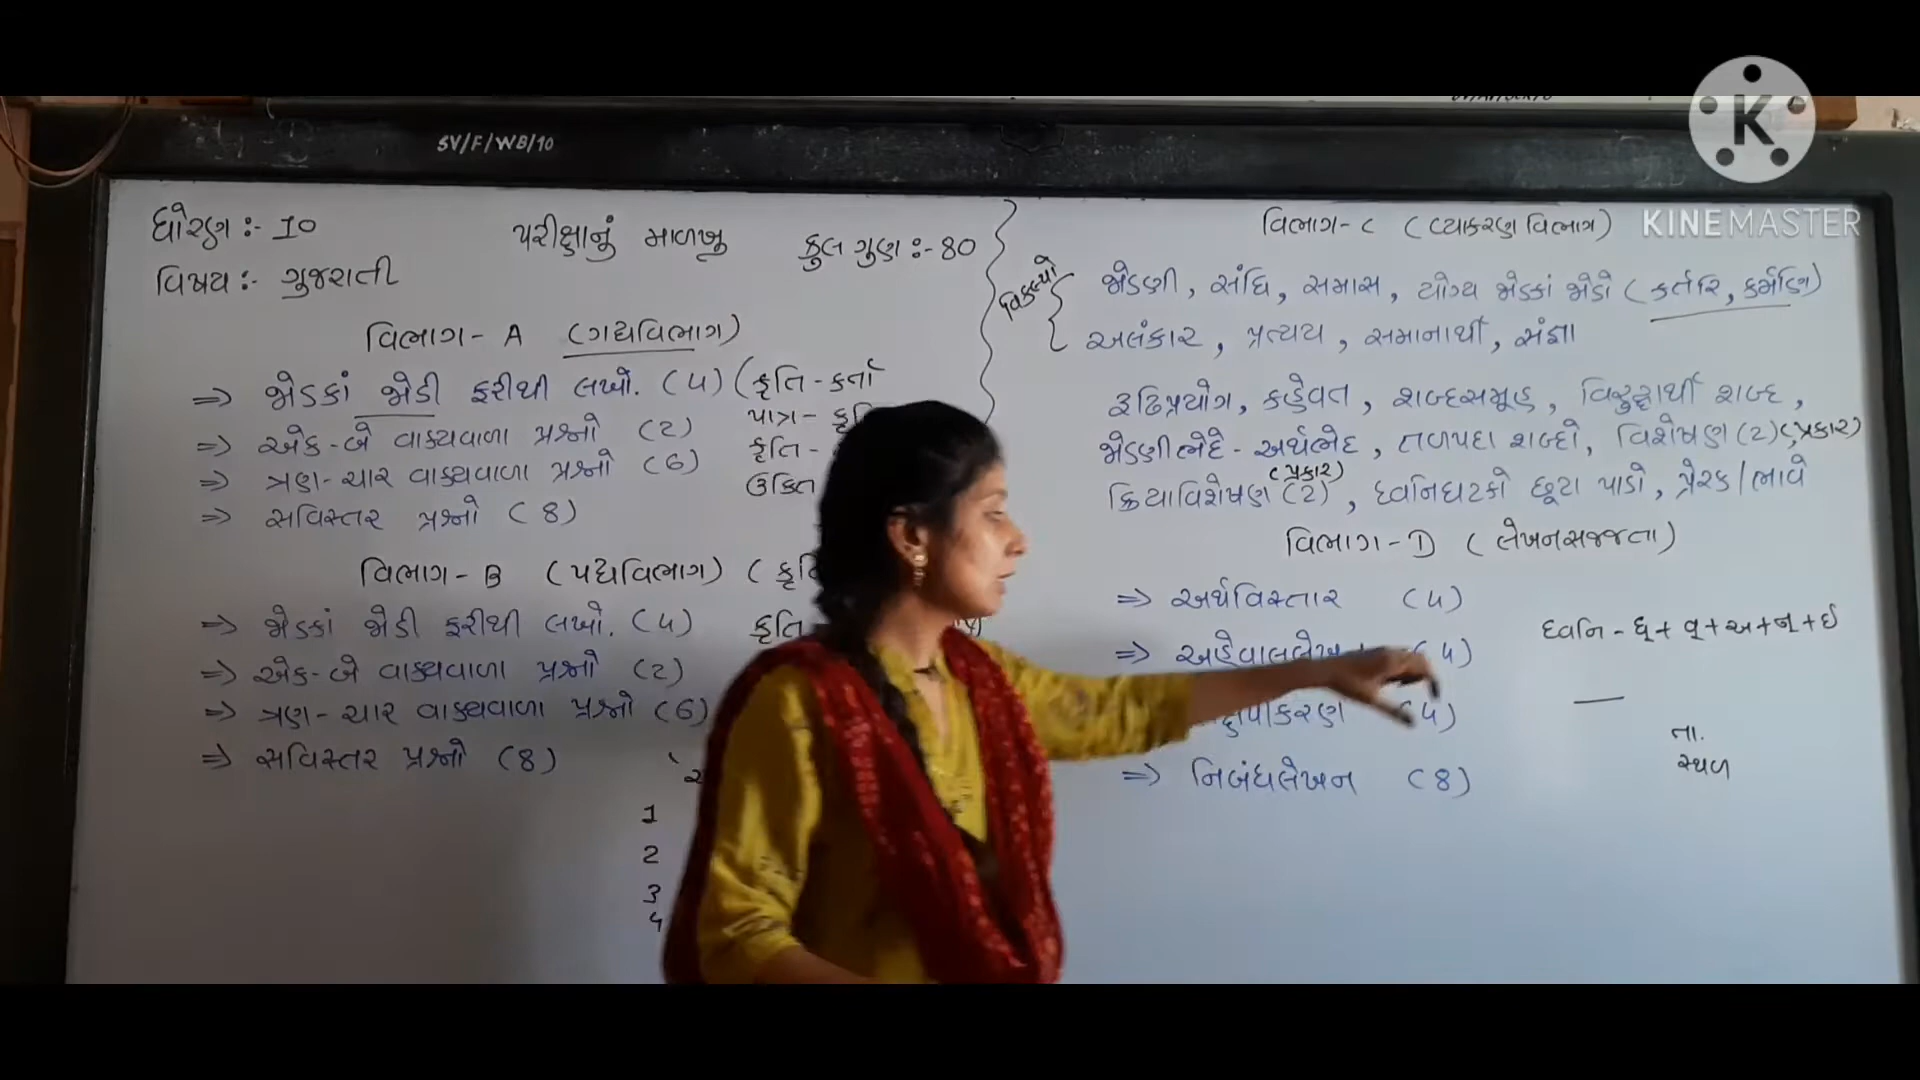 SV/F/WB/10
KINEMASTER
ધોરણ :- 10
વિષય :- ગુજરાતી
પરીક્ષાનું માળખુ
કુલ ગુણ :- 80
વિભાગ - A (ગદ્યવિભાગ)
⇒ જોડકાં જોડી ફરીથી લખો. (4) (કૃતિ - કર્તા
પાત્ર -
⇒ એક-બે વાક્યવાળા પ્રશ્નો (2)
કૃતિ -
⇒ ત્રણ-ચાર વાક્યવાળા પ્રશ્નો (6)
ઉક્તિ
⇒ સવિસ્તર પ્રશ્નો (8)
વિભાગ - B (પદ્યવિભાગ) (
⇒ જોડકાં જોડી ફરીથી લખો. (4)
કૃતિ -
⇒ એક-બે વાક્યવાળા પ્રશ્નો (2)
⇒ ત્રણ-ચાર વાક્યવાળા પ્રશ્નો (6)
⇒ સવિસ્તર પ્રશ્નો (8)
1
2
3
4
વિભાગ - C (વ્યાકરણ વિભાગ)
વિકલ્પો
જોડણી, સંધિ, સમાસ, યોગ્ય જોડકાં જોડો (કર્તરિ, કર્મણિ)
અલંકાર, પ્રત્યય, સમાનાર્થી, સંજ્ઞા
રૂઢિપ્રયોગ, કહેવત, શબ્દસમૂહ, વિરુદ્ધાર્થી શબ્દ,
જોડણીભેદે - અર્થભેદ, તળપદા શબ્દો, વિશેષણ (2) (પ્રકાર)
(પ્રકાર)
ક્રિયાવિશેષણ (2), ધ્વનિઘટકો છૂટા પાડો, પ્રેરક/ભાવે
વિભાગ - D (લેખનસજ્જતા)
⇒ અર્થવિસ્તાર (4)
ધ્વનિ - ધ્ + વ્ + અ + ન્ + ઇ
⇒ અહેવાલલેખન (4)
(4)
⇒ નિબંધલેખન (8)
તા.
સ્થળ